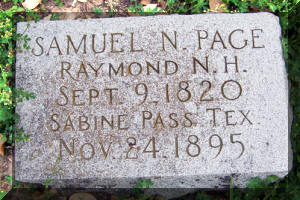 SAMUEL N. PAGE
RAYMOND N.H.
SEPT. 9. 1820
SABINE PASS. TEX.
NOV. 24. 1895